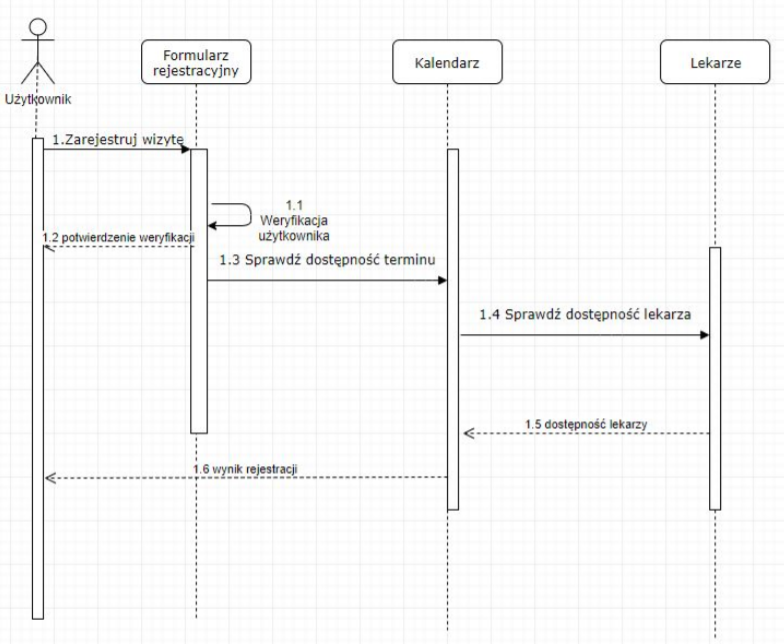 Użytkownik
Formularz
rejestracyjny
Kalendarz
Lekarze
1.Zarejestruj wizytę
1.1
Weryfikacja
użytkownika
1.2 potwierdzenie weryfikacji
1.3 Sprawdź dostępność terminu
1.4 Sprawdź dostępność lekarza
1.5 dostępność lekarzy
1.6 wynik rejestracji